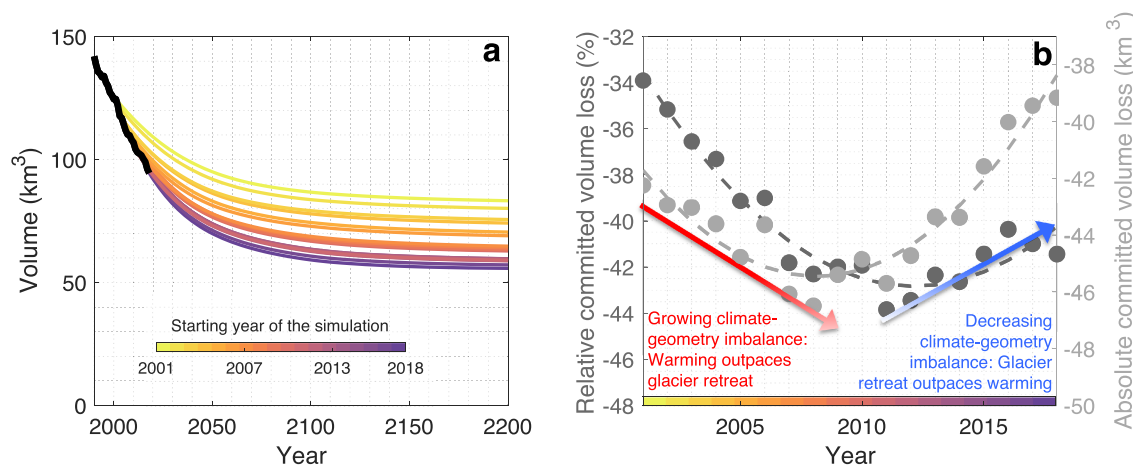 a
Volume (km3)
150
100
50
0
Starting year of the simulation
2001
2007
2013
2018
2000
2050
2100
2150
2200
Year
b
Relative committed volume loss (%)
-32
-34
-36
-38
-40
-42
-44
-46
-48
Growing climate-
geometry imbalance:
Warming outpaces
glacier retreat
Decreasing
climate-geometry
imbalance: Glacier
retreat outpaces warming
2005
2010
2015
Year
-38
-40
-42
-44
-46
-48
-50
Absolute committed volume loss (km 3)